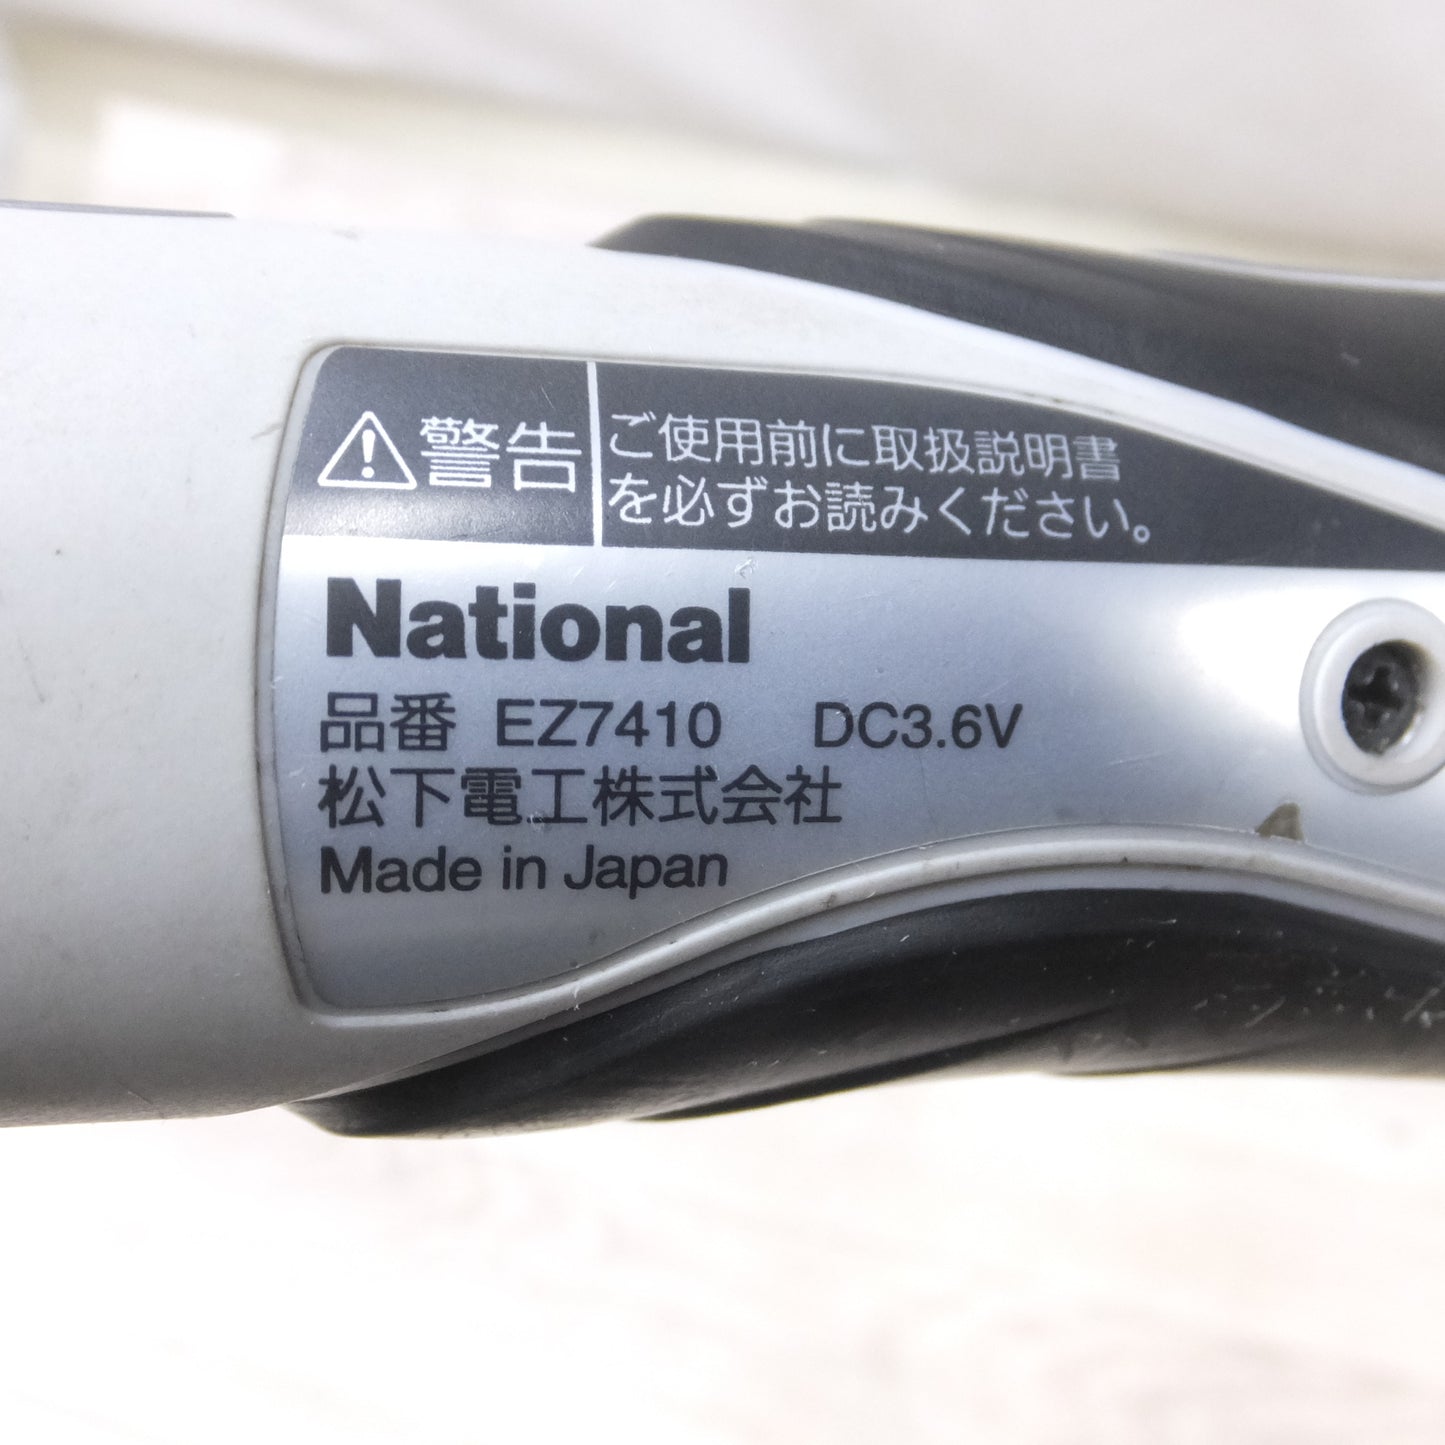 警告
ご使用前に取扱説明書
を必ずお読みください。
National
品番 EZ7410 DC3.6V
松下電工株式会社
Made in Japan